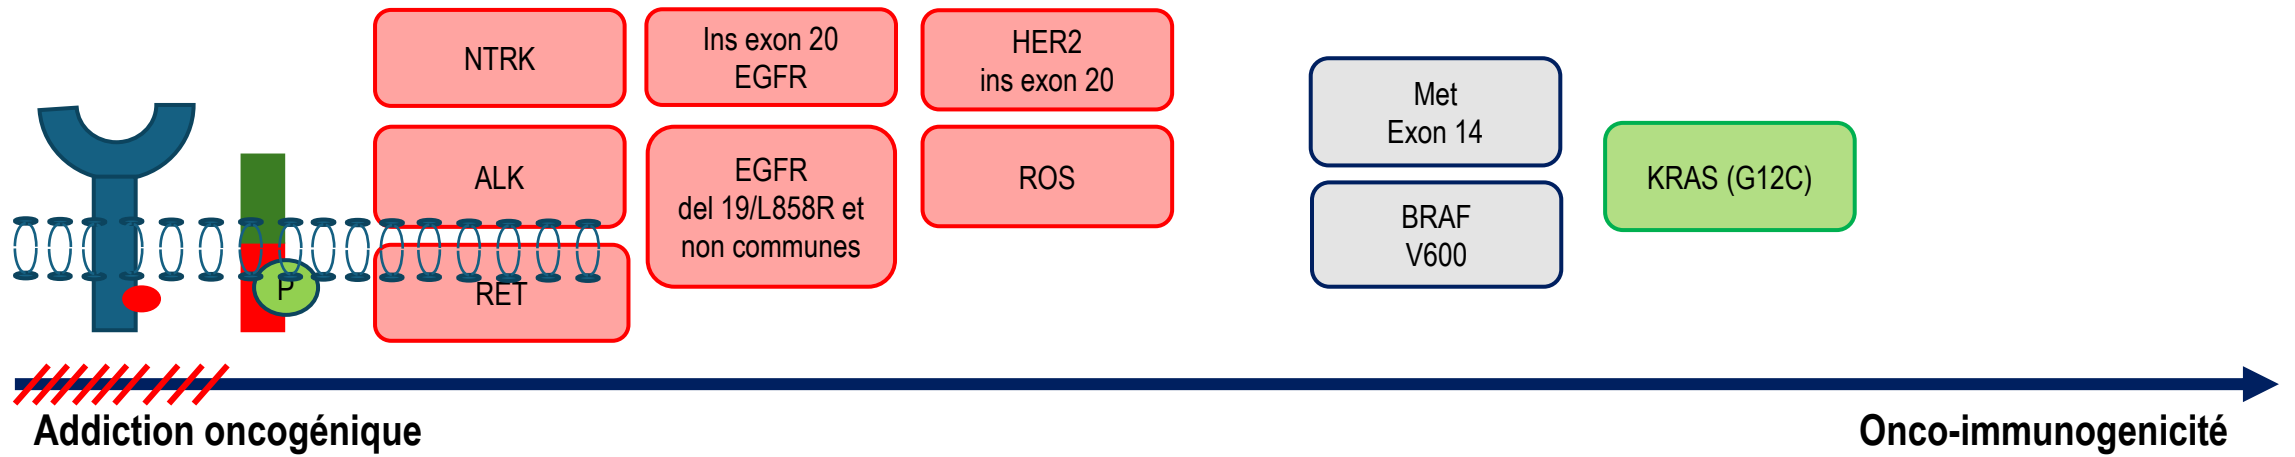 NTRK
Ins exon 20
EGFR
HER2
ins exon 20
Met
Exon 14
ALK
EGFR
del 19/L858R et
non communes
ROS
KRAS (G12C)
BRAF
V600
P
RET
Addiction oncogénique
Onco-immunogenicité